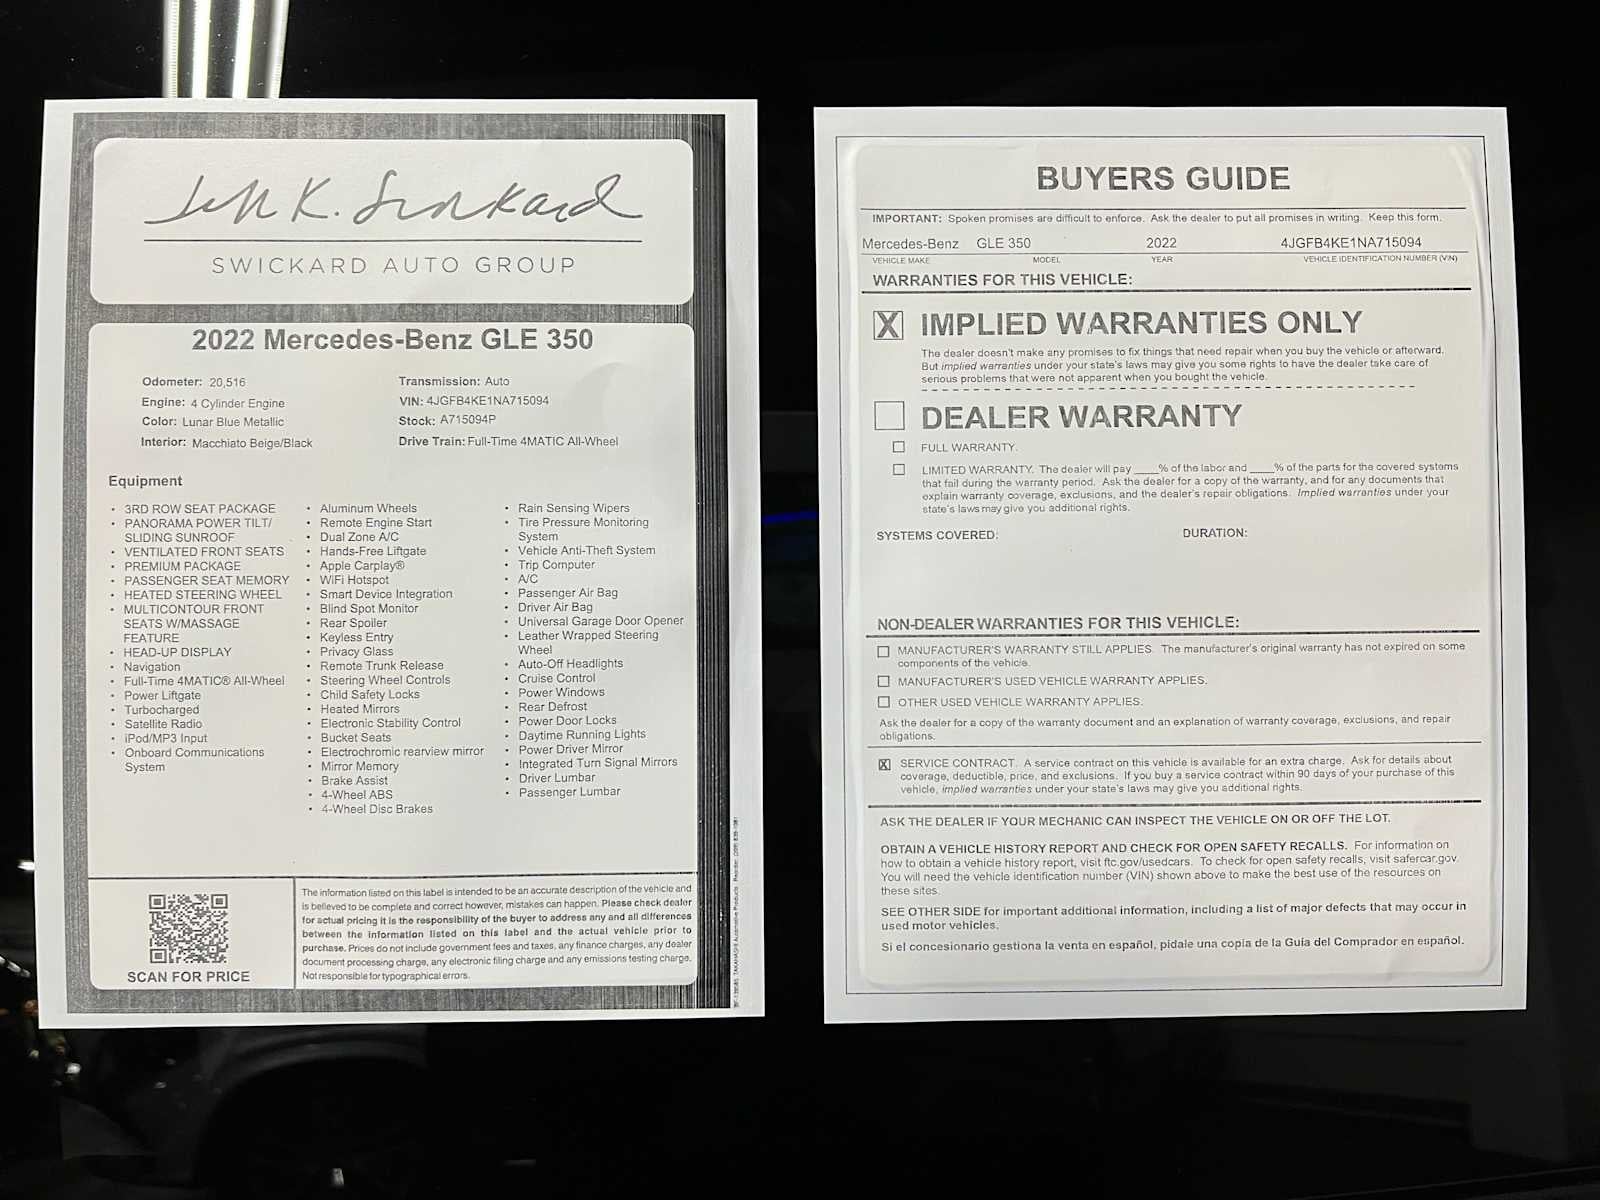 Jeff K. Swickard
SWICKARD AUTO GROUP
2022 Mercedes-Benz GLE 350
Odometer: 20,516
Engine: 4 Cylinder Engine
Color: Lunar Blue Metallic
Interior: Macchiato Beige/Black
Transmission: Auto
VIN: 4JGFB4KE1NA715094
Stock: A715094P
Drive Train: Full-Time 4MATIC All-Wheel
Equipment
• 3RD ROW SEAT PACKAGE
• PANORAMA POWER TILT/
SLIDING SUNROOF
• VENTILATED FRONT SEATS
• PREMIUM PACKAGE
• PASSENGER SEAT MEMORY
• HEATED STEERING WHEEL
• MULTICONTOUR FRONT
SEATS W/MASSAGE
FEATURE
• HEAD-UP DISPLAY
• Navigation
• Full-Time 4MATIC® All-Wheel
• Power Liftgate
• Turbocharged
• Satellite Radio
• iPod/MP3 Input
• Onboard Communications
System
• Aluminum Wheels
• Remote Engine Start
• Dual Zone A/C
• Hands-Free Liftgate
• Apple Carplay®
• WiFi Hotspot
• Smart Device Integration
• Blind Spot Monitor
• Rear Spoiler
• Keyless Entry
• Privacy Glass
• Remote Trunk Release
• Steering Wheel Controls
• Child Safety Locks
• Heated Mirrors
• Electronic Stability Control
• Bucket Seats
• Electrochromic rearview mirror
• Mirror Memory
• Brake Assist
• 4-Wheel ABS
• 4-Wheel Disc Brakes
• Rain Sensing Wipers
• Tire Pressure Monitoring
System
• Vehicle Anti-Theft System
• Trip Computer
• A/C
• Passenger Air Bag
• Driver Air Bag
• Universal Garage Door Opener
• Leather Wrapped Steering
Wheel
• Auto-Off Headlights
• Cruise Control
• Power Windows
• Rear Defrost
• Power Door Locks
• Daytime Running Lights
• Power Driver Mirror
• Integrated Turn Signal Mirrors
• Driver Lumbar
• Passenger Lumbar
SCAN FOR PRICE
The information listed on this label is intended to be an accurate description of the vehicle and
is believed to be complete and correct however, mistakes can happen. Please check dealer
for actual pricing it is the responsibility of the buyer to address any and all differences
between the information listed on this label and the actual vehicle prior to
purchase. Prices do not include government fees and taxes, any finance charges, any dealer
document processing charge, any electronic filing charge and any emissions testing charge.
Not responsible for typographical errors.
TAKAHASHI Automotive Products Reorder:
BUYERS GUIDE
IMPORTANT: Spoken promises are difficult to enforce. Ask the dealer to put all promises in writing. Keep this form.
Mercedes-Benz GLE 350 2022 4JGFB4KE1NA715094
VEHICLE MAKE MODEL YEAR VEHICLE IDENTIFICATION NUMBER (VIN)
WARRANTIES FOR THIS VEHICLE:
X IMPLIED WARRANTIES ONLY
The dealer doesn't make any promises to fix things that need repair when you buy the vehicle or afterward.
But implied warranties under your state's laws may give you some rights to have the dealer take care of
serious problems that were not apparent when you bought the vehicle.
DEALER WARRANTY
FULL WARRANTY.
LIMITED WARRANTY. The dealer will pay ____% of the labor and ____% of the parts for the covered systems
that fail during the warranty period. Ask the dealer for a copy of the warranty, and for any documents that
explain warranty coverage, exclusions, and the dealer's repair obligations. Implied warranties under your
state's laws may give you additional rights.
SYSTEMS COVERED: DURATION:
NON-DEALER WARRANTIES FOR THIS VEHICLE:
MANUFACTURER'S WARRANTY STILL APPLIES. The manufacturer's original warranty has not expired on some
components of the vehicle.
MANUFACTURER'S USED VEHICLE WARRANTY APPLIES.
OTHER USED VEHICLE WARRANTY APPLIES.
Ask the dealer for a copy of the warranty document and an explanation of warranty coverage, exclusions, and repair
obligations.
X SERVICE CONTRACT. A service contract on this vehicle is available for an extra charge. Ask for details about
coverage, deductible, price, and exclusions. If you buy a service contract within 90 days of your purchase of this
vehicle, implied warranties under your state's laws may give you additional rights.
ASK THE DEALER IF YOUR MECHANIC CAN INSPECT THE VEHICLE ON OR OFF THE LOT.
OBTAIN A VEHICLE HISTORY REPORT AND CHECK FOR OPEN SAFETY RECALLS. For information on
how to obtain a vehicle history report, visit ftc.gov/usedcars. To check for open safety recalls, visit safercar.gov.
You will need the vehicle identification number (VIN) shown above to make the best use of the resources on
these sites.
SEE OTHER SIDE for important additional information, including a list of major defects that may occur in
used motor vehicles.
Si el concesionario gestiona la venta en español, pídale una copia de la Guía del Comprador en español.